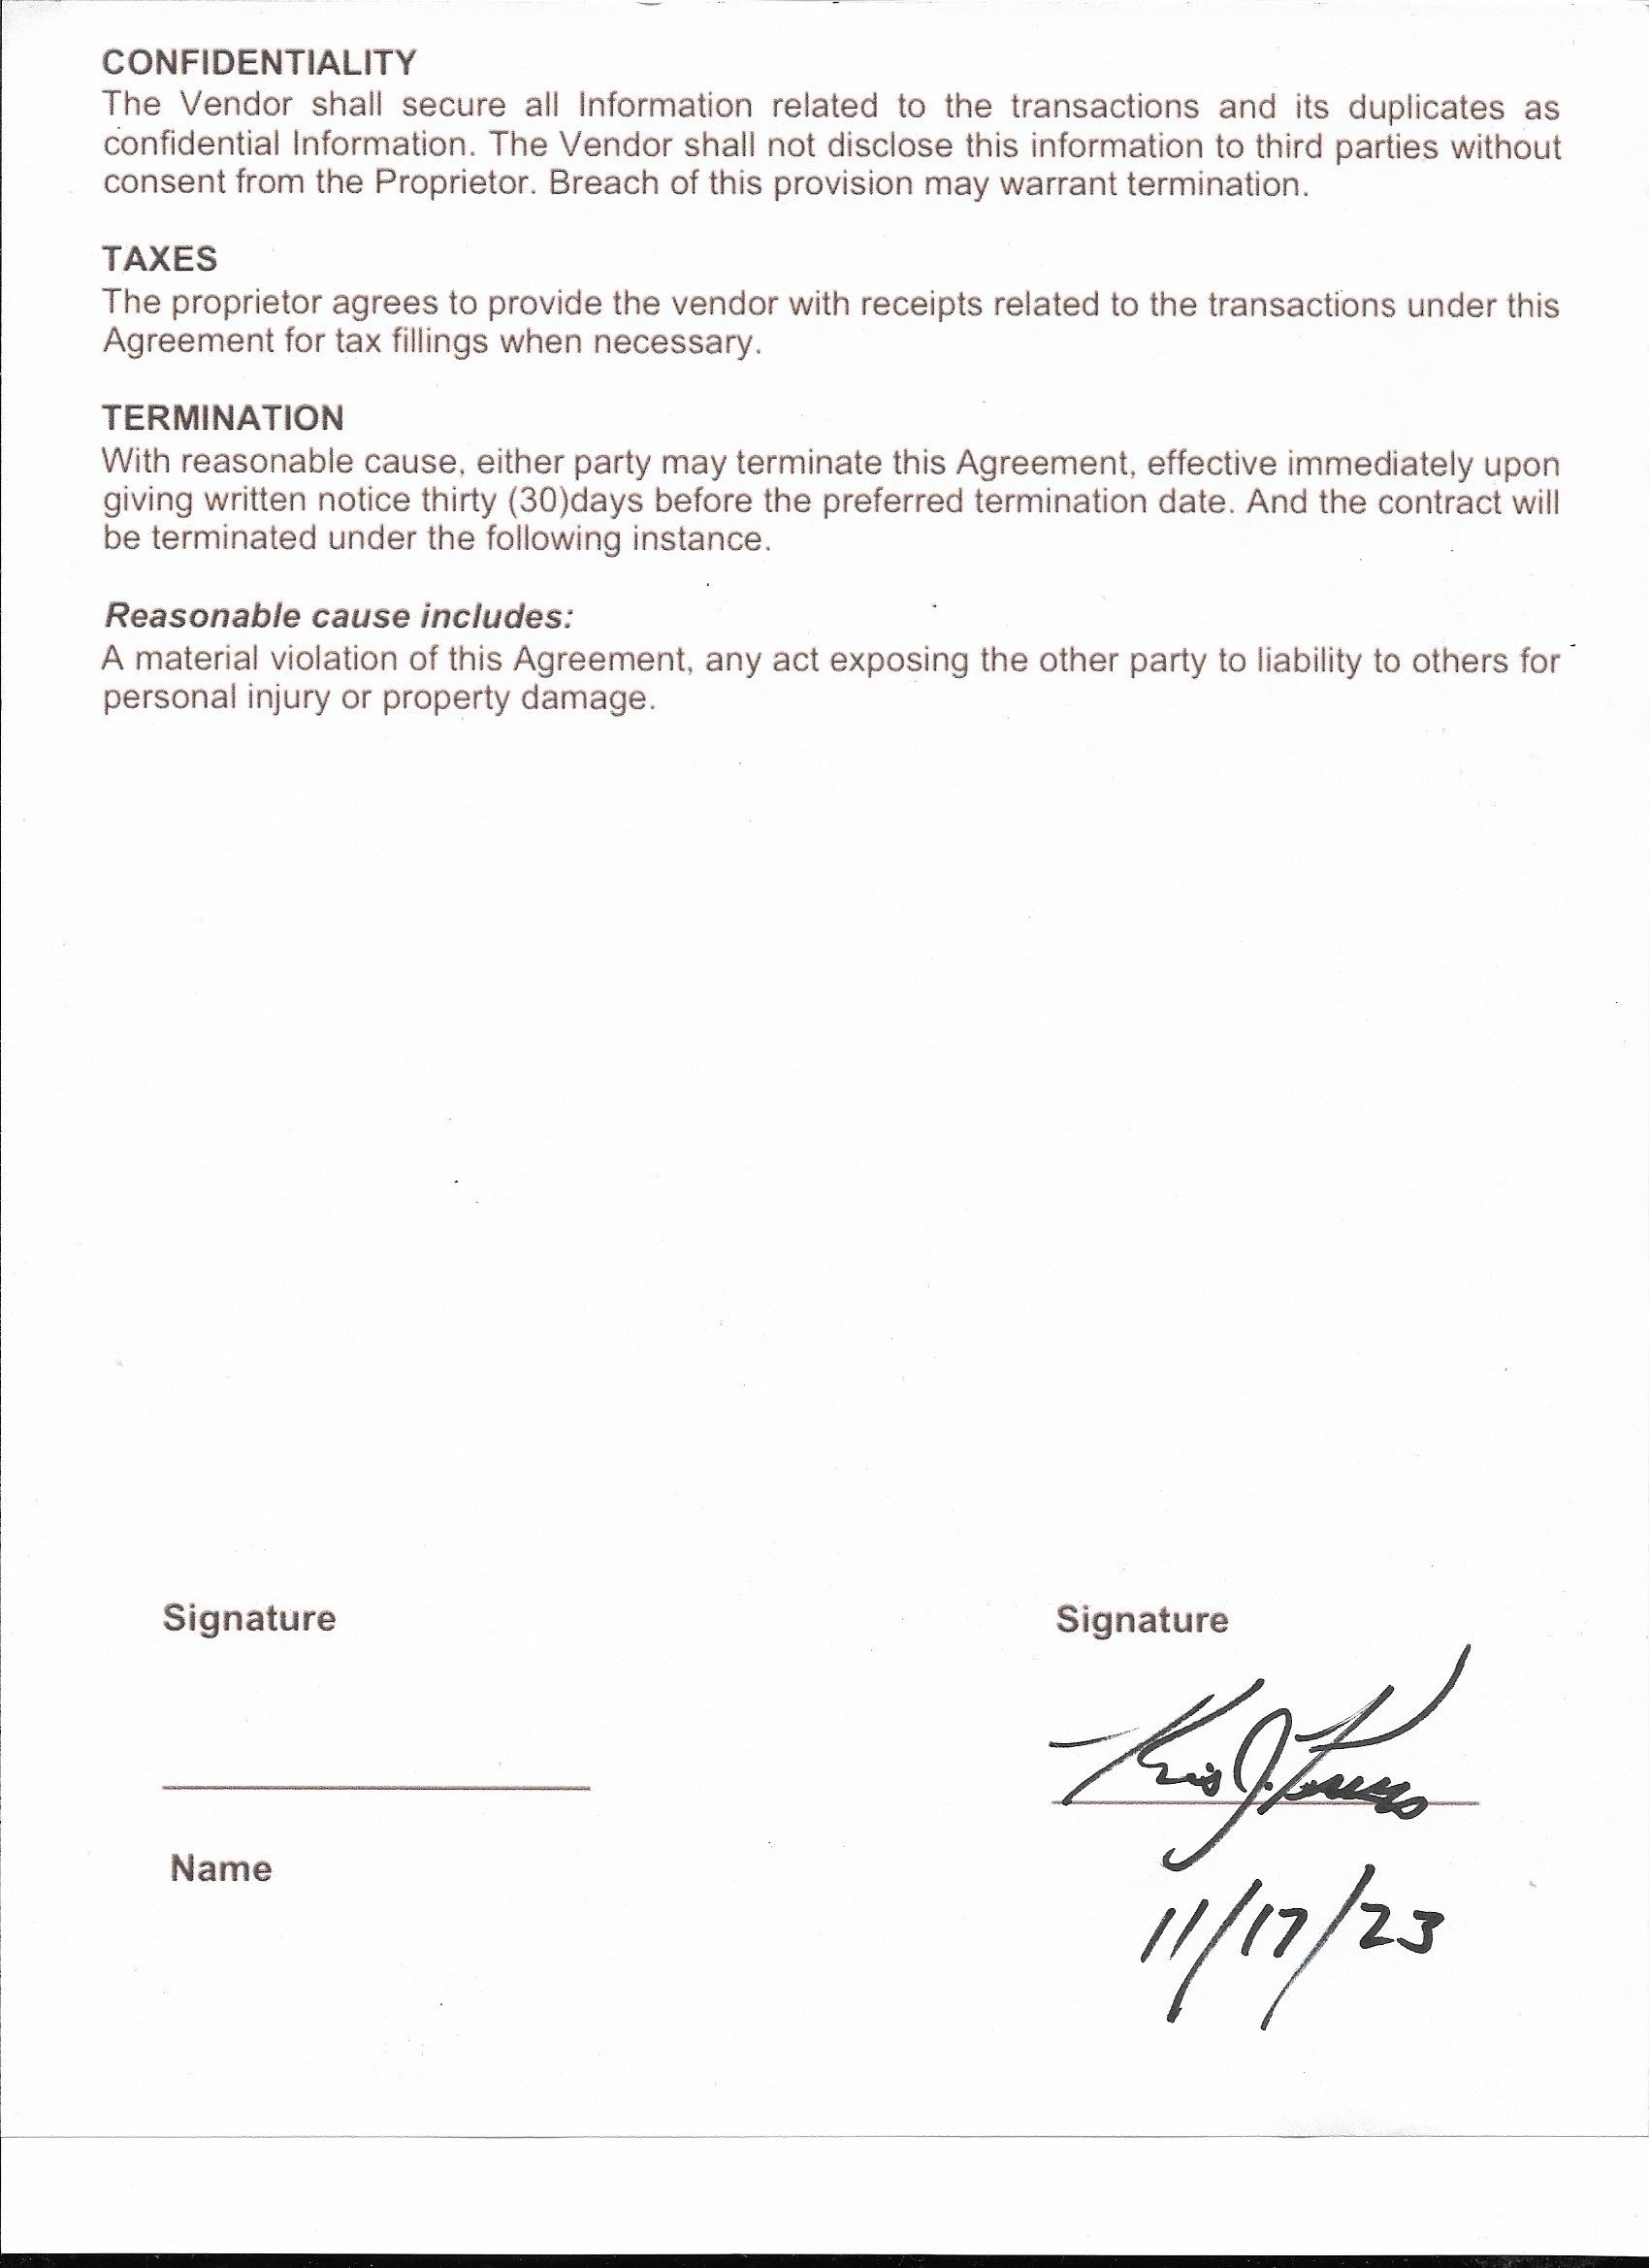 CONFIDENTIALITY
The Vendor shall secure all Information related to the transactions and its duplicates as
confidential Information. The Vendor shall not disclose this information to third parties without
consent from the Proprietor. Breach of this provision may warrant termination.
TAXES
The proprietor agrees to provide the vendor with receipts related to the transactions under this
Agreement for tax fillings when necessary.
TERMINATION
With reasonable cause, either party may terminate this Agreement, effective immediately upon
giving written notice thirty (30)days before the preferred termination date. And the contract will
be terminated under the following instance.
Reasonable cause includes:
A material violation of this Agreement, any act exposing the other party to liability to others for
personal injury or property damage.
Signature
Signature
Name
11/17/23